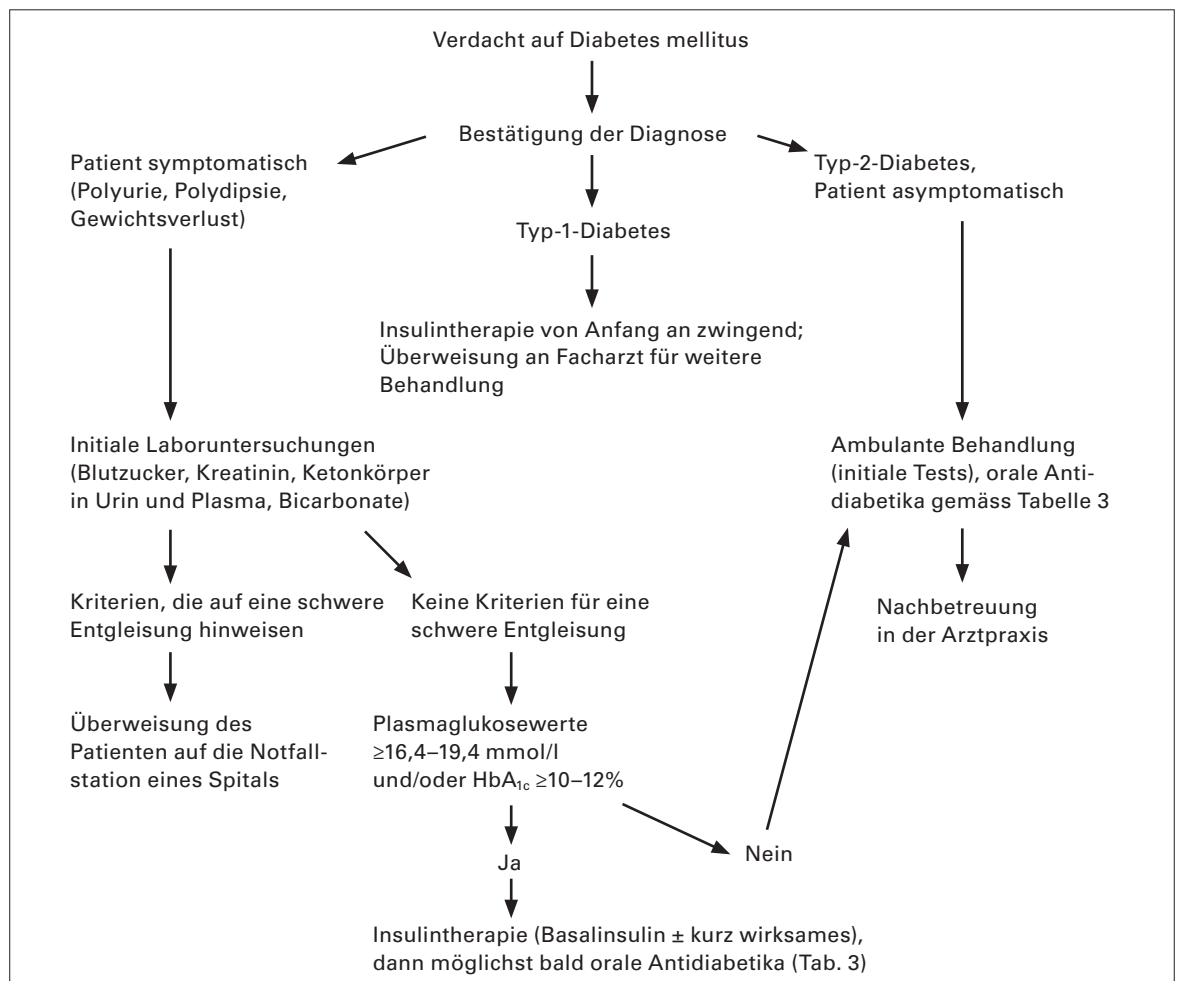 Verdacht auf Diabetes mellitus
Bestätigung der Diagnose
Patient symptomatisch
(Polyurie, Polydipsie,
Gewichtsverlust)
Typ-1-Diabetes
Typ-2-Diabetes,
Patient asymptomatisch
Insulintherapie von Anfang an zwingend;
Überweisung an Facharzt für weitere
Behandlung
Initiale Laboruntersuchungen
(Blutzucker, Kreatinin, Ketonkörper
in Urin und Plasma, Bicarbonate)
Ambulante Behandlung
(initiale Tests), orale Anti-
diabetika gemäss Tabelle 3
Kriterien, die auf eine schwere
Entgleisung hinweisen
Keine Kriterien für eine
schwere Entgleisung
Nachbetreuung
in der Arztpraxis
Überweisung des
Patienten auf die Notfall-
station eines Spitals
Plasmaglukosewerte
≥16,4–19,4 mmol/l
und/oder HbA1c ≥10–12%
Ja
Nein
Insulintherapie (Basalinsulin ± kurz wirksames),
dann möglichst bald orale Antidiabetika (Tab. 3)